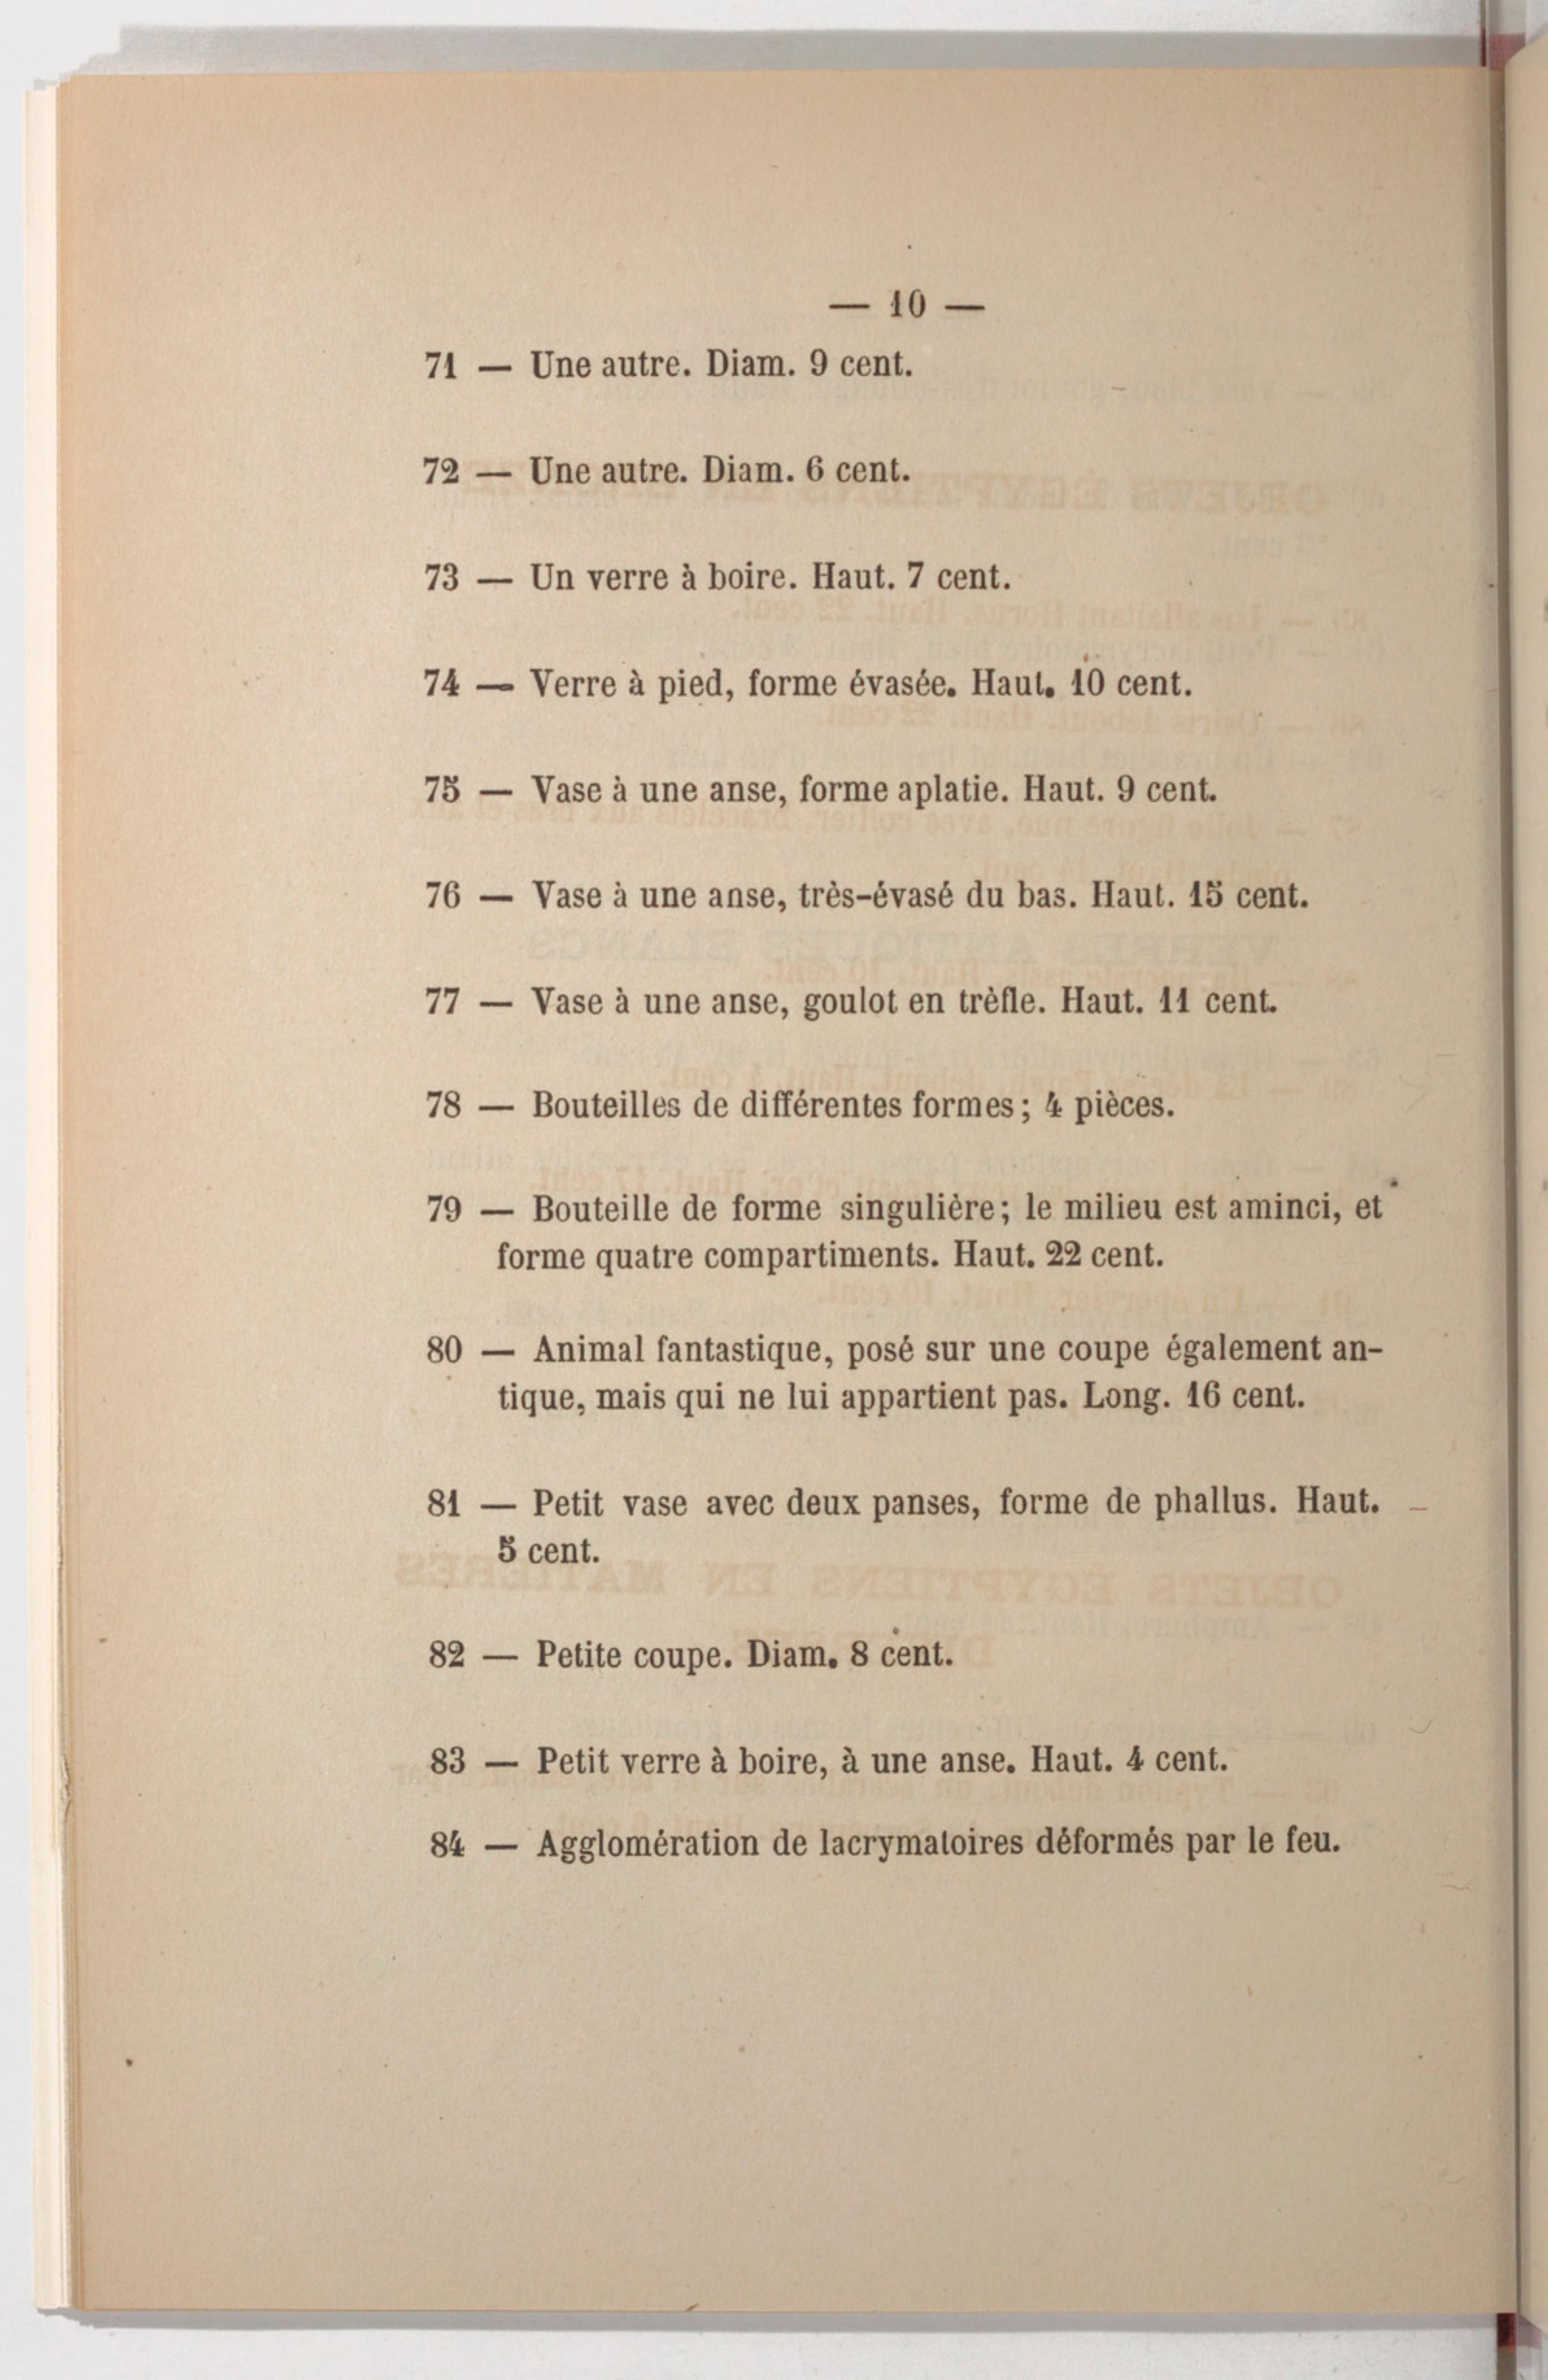 — 10 —
71 — Une autre. Diam. 9 cent.
72 — Une autre. Diam. 6 cent.
73 — Un verre à boire. Haut. 7 cent.
74 — Verre à pied, forme évasée. Haut. 10 cent.
75 — Vase à une anse, forme aplatie. Haut. 9 cent.
76 — Vase à une anse, très-évasé du bas. Haut. 15 cent.
77 — Vase à une anse, goulot en trèfle. Haut. 11 cent.
78 — Bouteilles de différentes formes; 4 pièces.
79 — Bouteille de forme singulière; le milieu est aminci, et
forme quatre compartiments. Haut. 22 cent.
80 — Animal fantastique, posé sur une coupe également an-
tique, mais qui ne lui appartient pas. Long. 16 cent.
81 — Petit vase avec deux panses, forme de phallus. Haut.
5 cent.
82 — Petite coupe. Diam. 8 cent.
83 — Petit verre à boire, à une anse. Haut. 4 cent.
84 — Agglomération de lacrymatoires déformés par le feu.